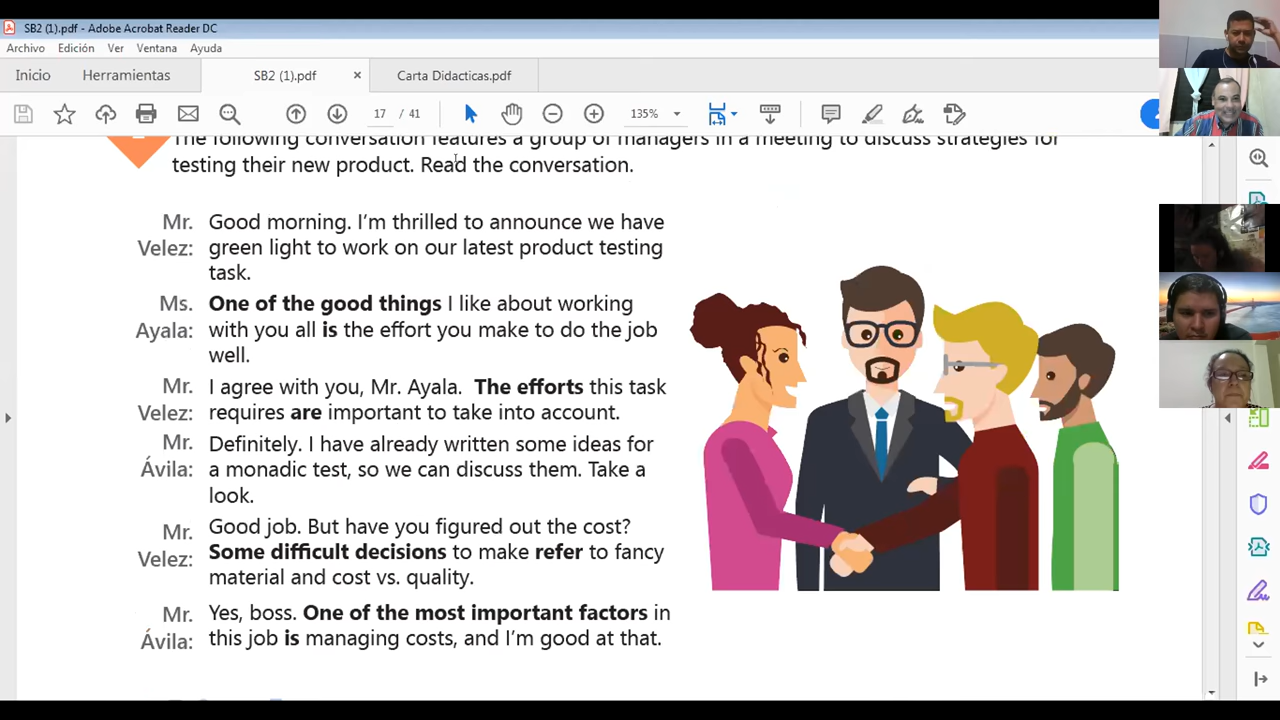 SB2 (1).pdf - Adobe Acrobat Reader DC
Archivo Edición Ver Ventana Ayuda
Inicio Herramientas SB2 (1).pdf × Carta Didacticas.pdf
17 / 41 135%
The following conversation features a group of managers in a meeting to discuss strategies for
testing their new product. Read the conversation.
Mr. Good morning. I'm thrilled to announce we have
Velez: green light to work on our latest product testing
task.
Ms. One of the good things I like about working
Ayala: with you all is the effort you make to do the job
well.
Mr. I agree with you, Mr. Ayala. The efforts this task
Velez: requires are important to take into account.
Mr. Definitely. I have already written some ideas for
Ávila: a monadic test, so we can discuss them. Take a
look.
Mr. Good job. But have you figured out the cost?
Velez: Some difficult decisions to make refer to fancy
material and cost vs. quality.
Mr. Yes, boss. One of the most important factors in
Ávila: this job is managing costs, and I'm good at that.